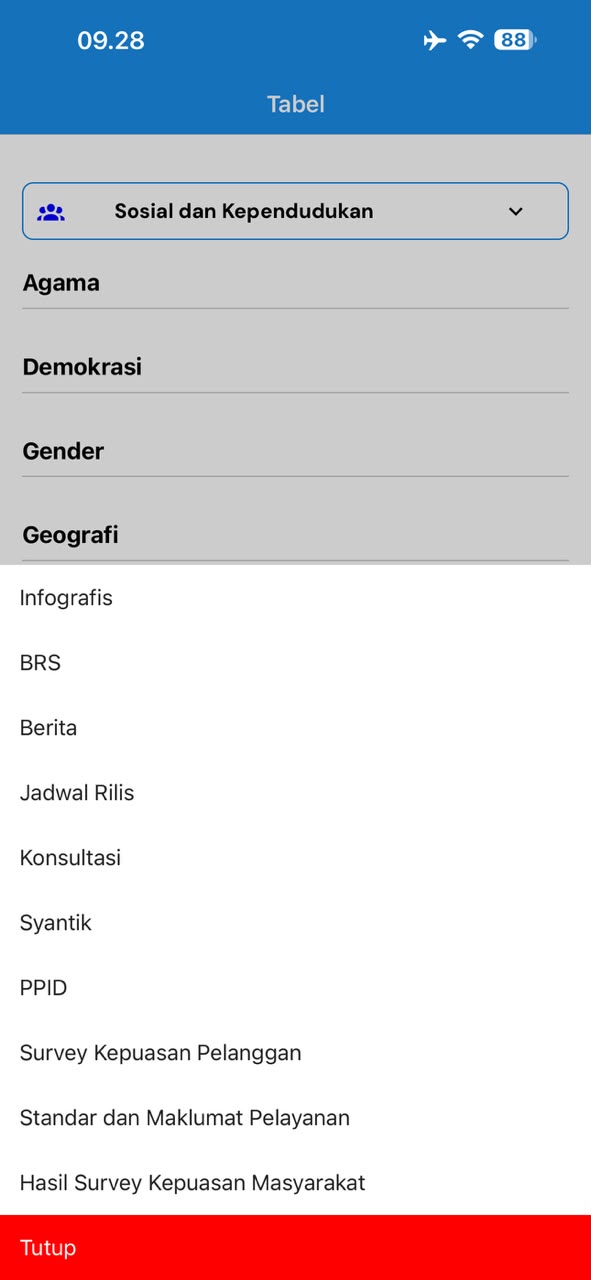 09.28
88
Tabel
Sosial dan Kependudukan
Agama
Demokrasi
Gender
Geografi
Infografis
BRS
Berita
Jadwal Rilis
Konsultasi
Syantik
PPID
Survey Kepuasan Pelanggan
Standar dan Maklumat Pelayanan
Hasil Survey Kepuasan Masyarakat
Tutup